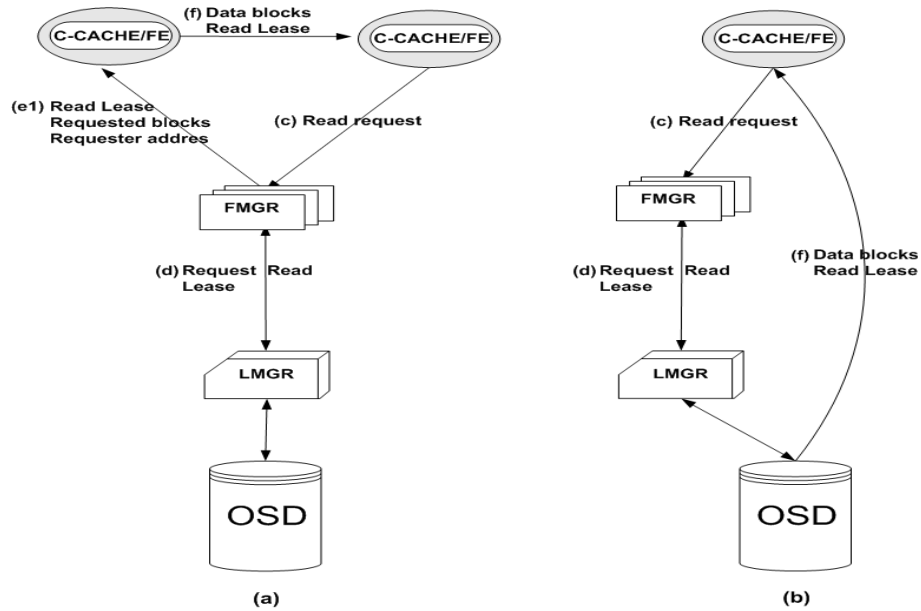 (f) Data blocks
Read Lease
C-CACHE/FE
C-CACHE/FE
(e1) Read Lease
Requested blocks
Requester addres
(c) Read request
FMGR
(d) Request Read
Lease
LMGR
OSD
(a)
C-CACHE/FE
(c) Read request
FMGR
(f) Data blocks
Read Lease
(d) Request Read
Lease
LMGR
OSD
(b)